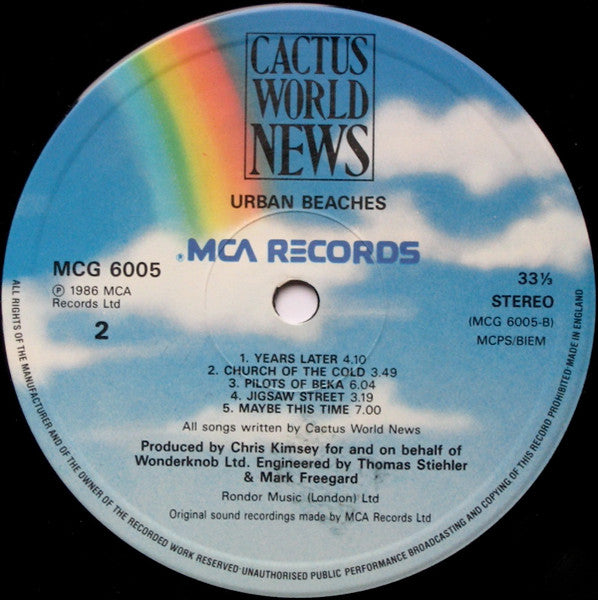 CACTUS
WORLD
NEWS
URBAN BEACHES
MCA RECORDS
MCG 6005
℗ 1986 MCA
Records Ltd
2
33⅓
STEREO
(MCG 6005-B)
MCPS/BIEM
1. YEARS LATER 4.10
2. CHURCH OF THE COLD 3.49
3. PILOTS OF BEKA 6.04
4. JIGSAW STREET 3.19
5. MAYBE THIS TIME 7.00
All songs written by Cactus World News
Produced by Chris Kimsey for and on behalf of
Wonderknob Ltd. Engineered by Thomas Stiehler
& Mark Freegard
Rondor Music (London) Ltd
Original sound recordings made by MCA Records Ltd
ALL RIGHTS OF THE MANUFACTURER AND OF THE OWNER OF THE RECORDED WORK RESERVED·UNAUTHORISED PUBLIC PERFORMANCE BROADCASTING AND COPYING OF THIS RECORD PROHIBITED·MADE IN ENGLAND